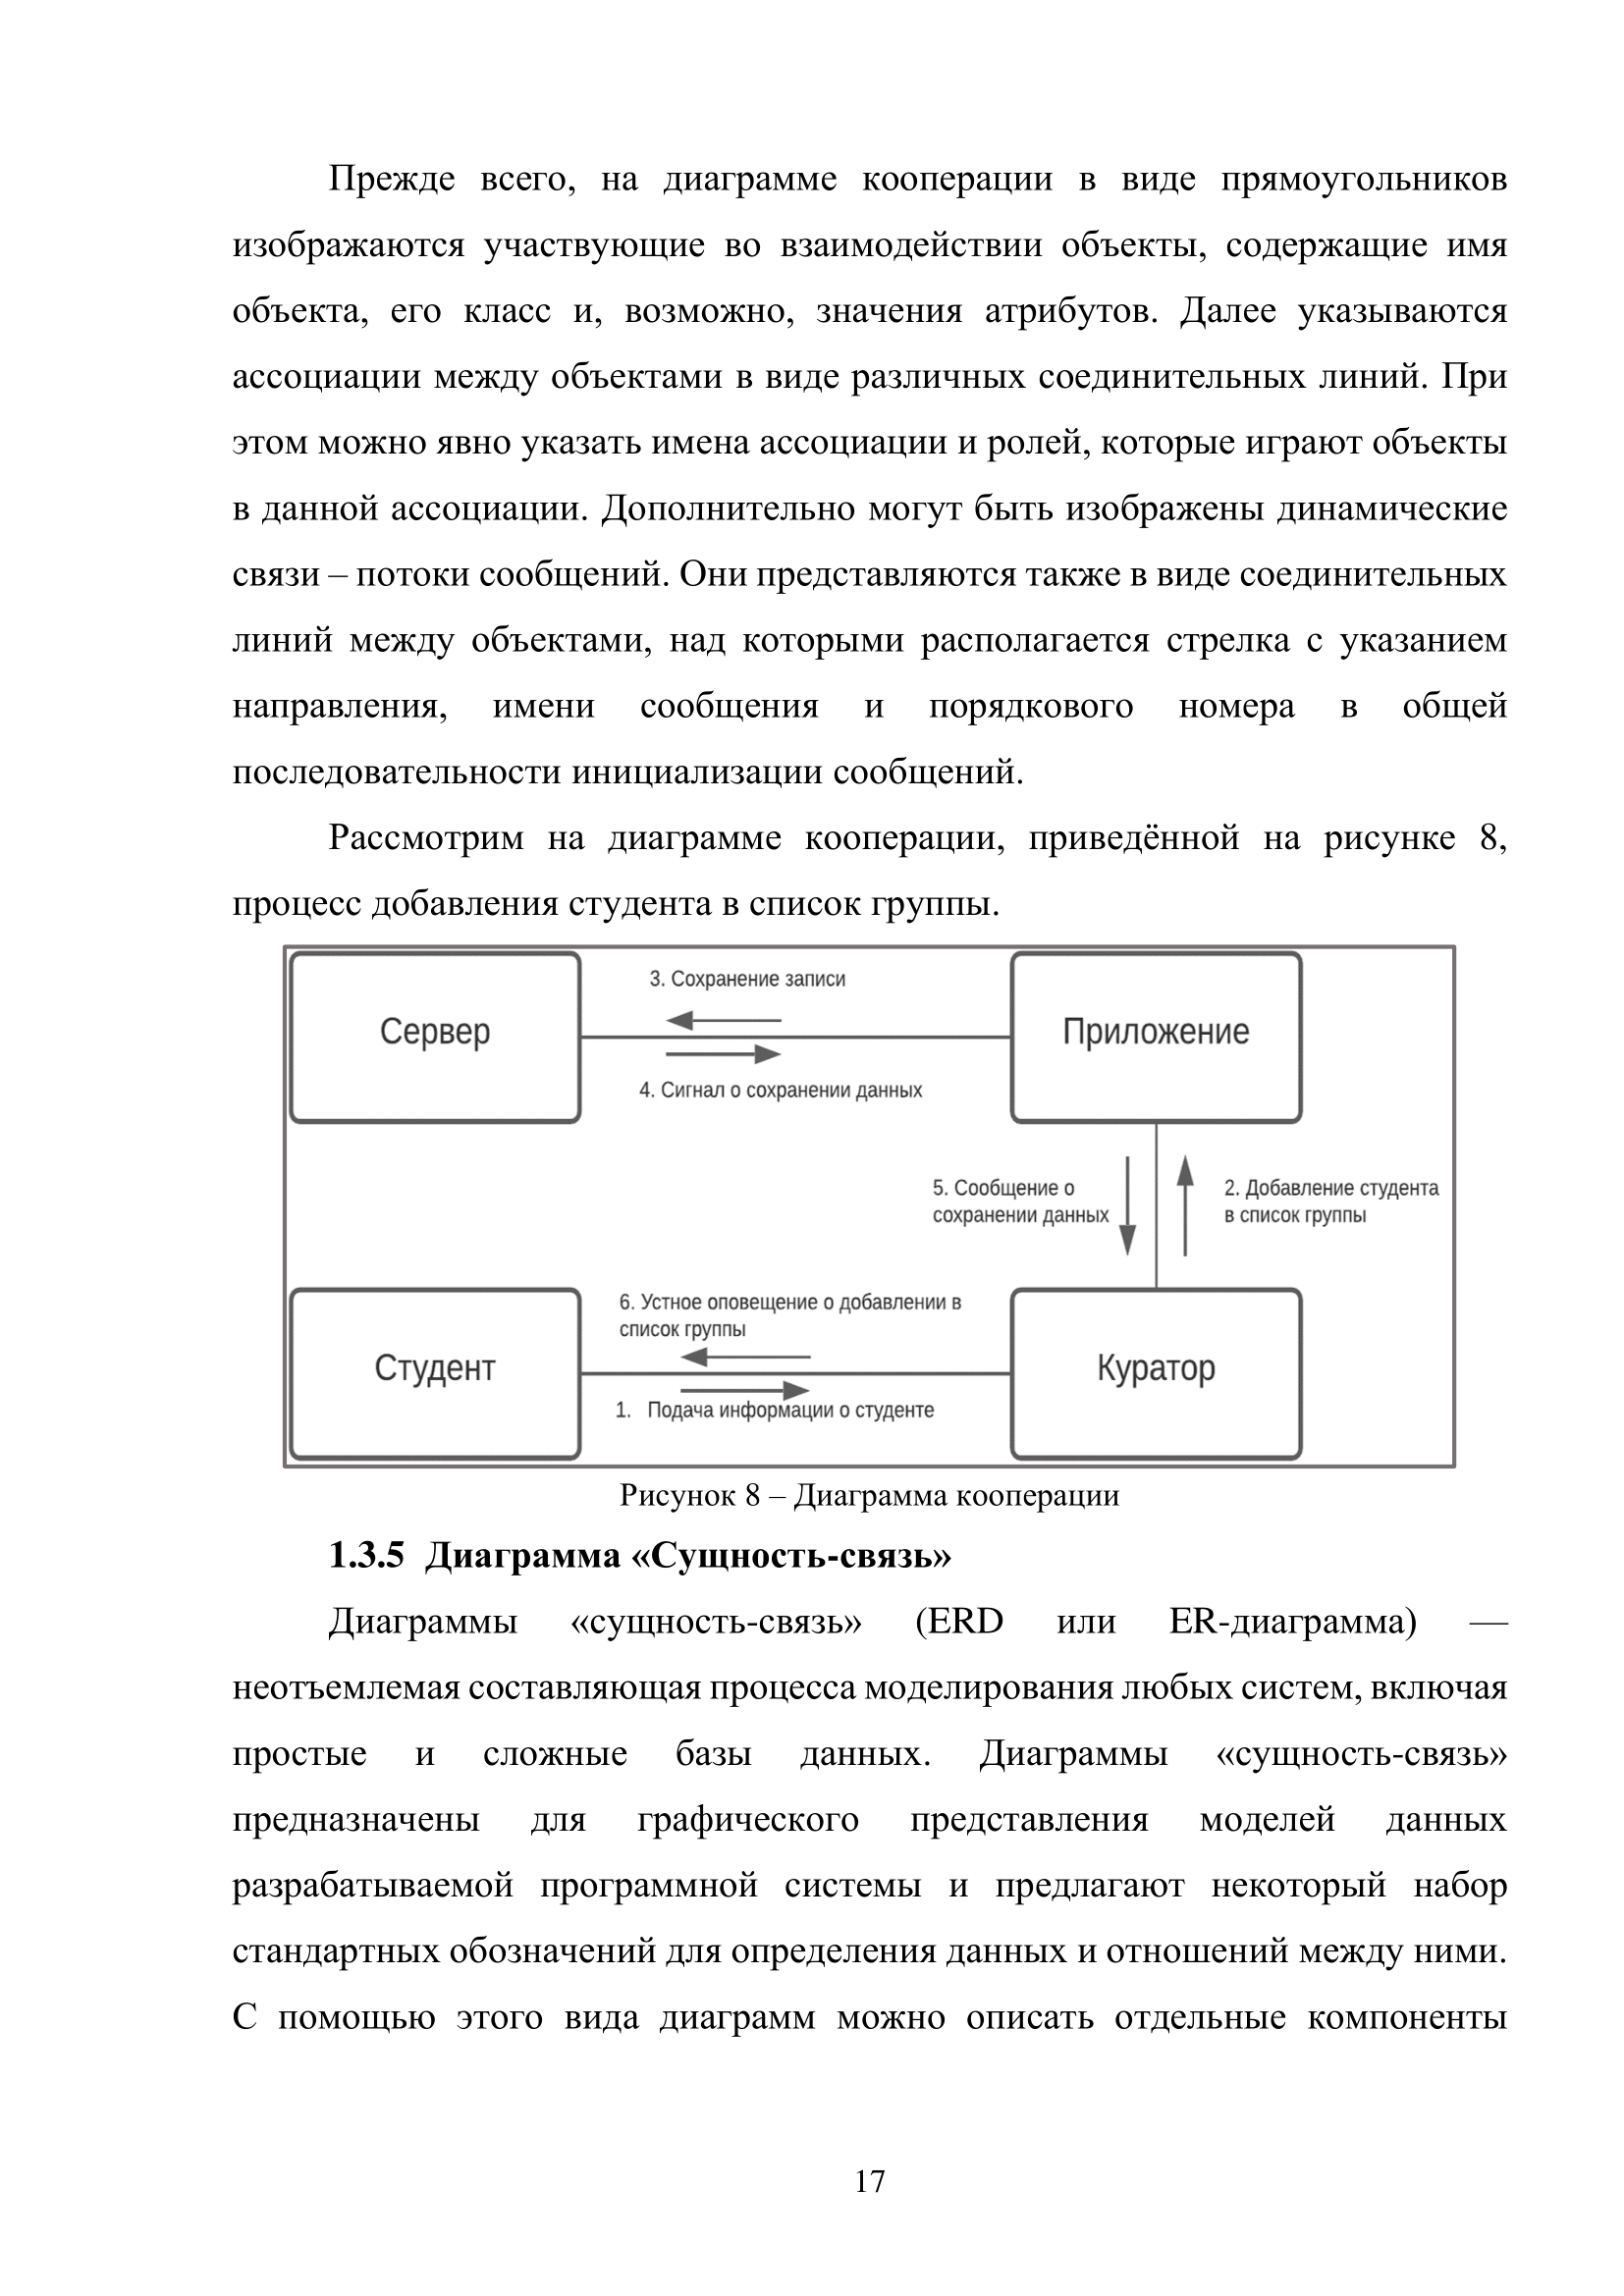 Прежде всего, на диаграмме кооперации в виде прямоугольников
изображаются участвующие во взаимодействии объекты, содержащие имя
объекта, его класс и, возможно, значения атрибутов. Далее указываются
ассоциации между объектами в виде различных соединительных линий. При
этом можно явно указать имена ассоциации и ролей, которые играют объекты
в данной ассоциации. Дополнительно могут быть изображены динамические
связи – потоки сообщений. Они представляются также в виде соединительных
линий между объектами, над которыми располагается стрелка с указанием
направления, имени сообщения и порядкового номера в общей
последовательности инициализации сообщений.
Рассмотрим на диаграмме кооперации, приведённой на рисунке 8,
процесс добавления студента в список группы.
3. Сохранение записи
Сервер
Приложение
4. Сигнал о сохранении данных
5. Сообщение о
сохранении данных
2. Добавление студента
в список группы
6. Устное оповещение о добавлении в
список группы
Студент
Куратор
1. Подача информации о студенте
Рисунок 8 – Диаграмма кооперации
1.3.5 Диаграмма «Сущность-связь»
Диаграммы «сущность-связь» (ERD или ER-диаграмма) —
неотъемлемая составляющая процесса моделирования любых систем, включая
простые и сложные базы данных. Диаграммы «сущность-связь»
предназначены для графического представления моделей данных
разрабатываемой программной системы и предлагают некоторый набор
стандартных обозначений для определения данных и отношений между ними.
С помощью этого вида диаграмм можно описать отдельные компоненты
17